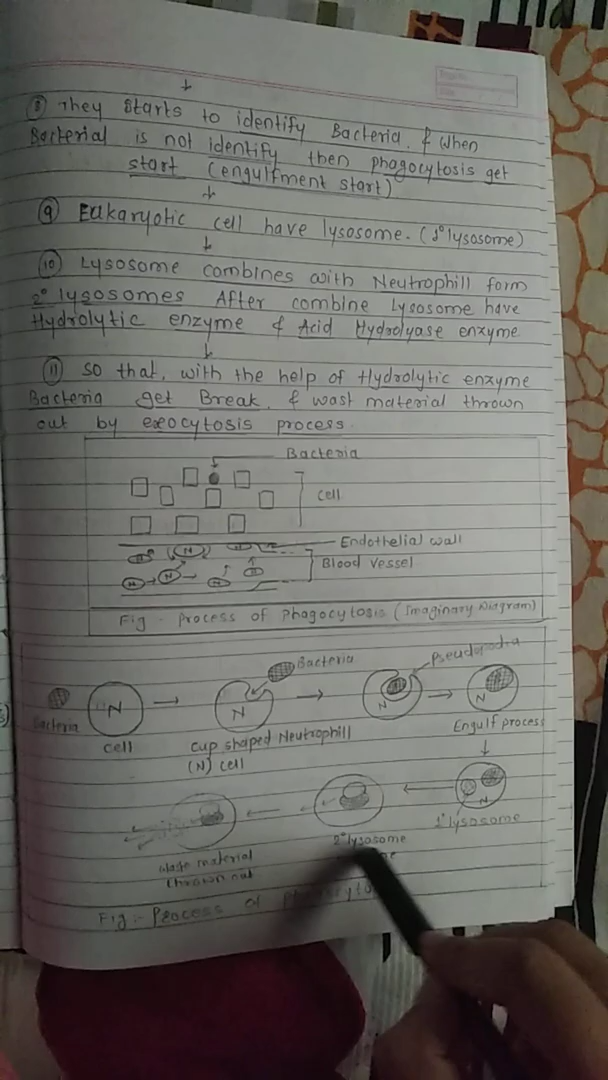 ⑧ They starts to identify Bacteria. & when
Bacterial is not identify then phagocytosis get
start (engulfment start)
⑨ Eukaryotic cell have lysosome. (1° lysosome)
⑩ Lysosome combines with Neutrophill form
2° lysosomes After combine Lysosome have
Hydrolytic enzyme & Acid Hydrolyase enzyme
⑪ so that, with the help of Hydrolytic enzyme
Bacteria get Break. & wast material thrown
out by exocytosis process.
Bacteria
cell
Endothelial wall
Blood vessel
N
N N N
Fig - Process of Phagocytosis (Imaginary Diagram)
Bacteria
Pseudopodia
N N N N
Bacteria
cell
cup shaped Neutrophill
(N) cell
Engulf process
N
1° lysosome
2° lysosome
waste material
thrown out
Fig :- Process of